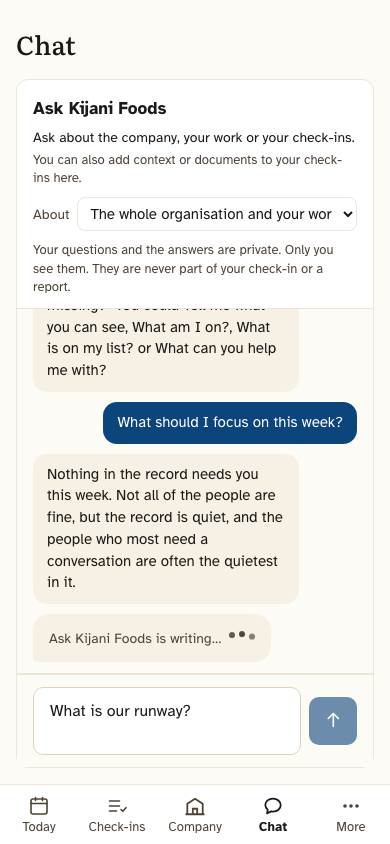 Chat
Ask Kijani Foods
Ask about the company, your work or your check-ins.
You can also add context or documents to your check-
ins here.
About
The whole organisation and your wor
Your questions and the answers are private. Only you
see them. They are never part of your check-in or a
report.
you can see, What am I on?, What
is on my list? or What can you help
me with?
What should I focus on this week?
Nothing in the record needs you
this week. Not all of the people are
fine, but the record is quiet, and the
people who most need a
conversation are often the quietest
in it.
Ask Kijani Foods is writing...
What is our runway?
Today
Check-ins
Company
Chat
More